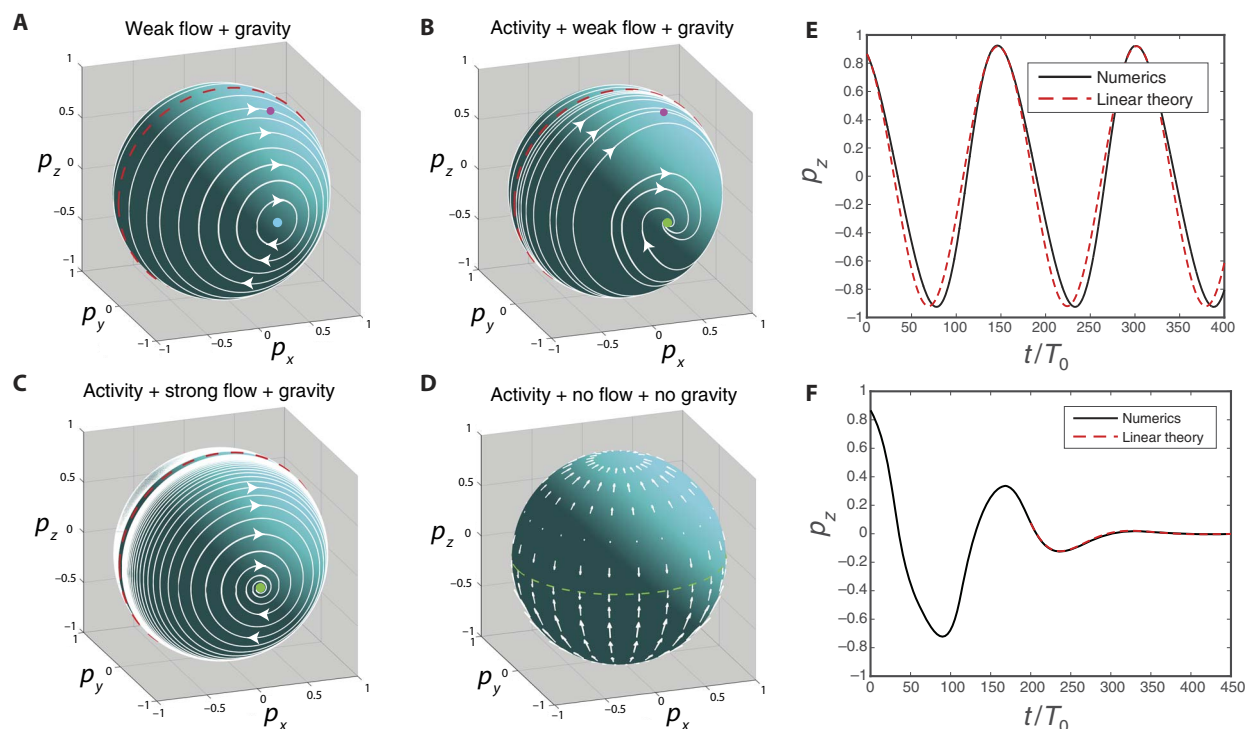 A
Weak flow + gravity
1
0.5
p_z
0
−0.5
−1
1
p_y
0
−1
−1
−0.5
0
0.5
1
p_x
B
Activity + weak flow + gravity
1
0.5
p_z
0
−0.5
−1
1
p_y
0
−1
−1
−0.5
0
0.5
1
p_x
E
1
0.8
0.6
0.4
0.2
0
−0.2
−0.4
−0.6
−0.8
−1
p_z
Numerics
Linear theory
0 50 100 150 200 250 300 350 400
t/T_0
C
Activity + strong flow + gravity
1
0.5
p_z
0
−0.5
−1
1
p_y
0
−1
−1
−0.5
0
0.5
1
p_x
D
Activity + no flow + no gravity
1
0.5
p_z
0
−0.5
−1
1
p_y
0
−1
−1
−0.5
0
0.5
1
p_x
F
1
0.8
0.6
0.4
0.2
0
−0.2
−0.4
−0.6
−0.8
−1
p_z
Numerics
Linear theory
0 50 100 150 200 250 300 350 400 450
t/T_0